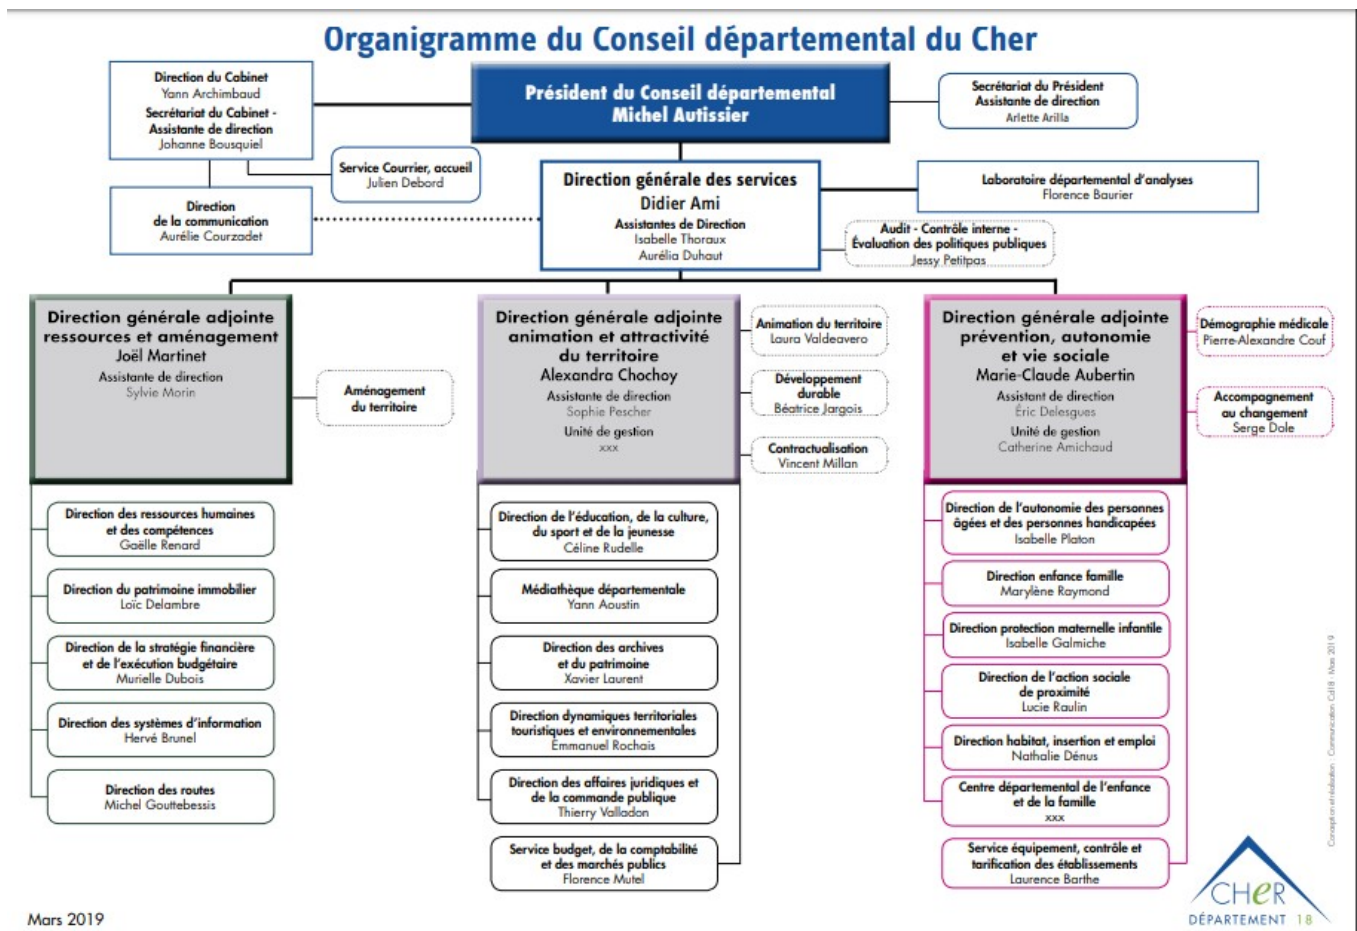 Organigramme du Conseil départemental du Cher
Direction du Cabinet
Yann Archimbaud
Secrétariat du Cabinet -
Assistante de direction
Johanne Bousquiel
Président du Conseil départemental
Michel Autissier
Secrétariat du Président
Assistante de direction
Arlette Arilla
Service Courrier, accueil
Julien Debord
Direction
de la communication
Aurélie Courzadet
Direction générale des services
Didier Ami
Assistantes de Direction
Isabelle Thoraux
Aurélia Duhaut
Laboratoire départemental d'analyses
Florence Baurier
Audit - Contrôle interne -
Évaluation des politiques publiques
Jessy Petitpas
Direction générale adjointe
ressources et aménagement
Joël Martinet
Assistante de direction
Sylvie Morin
Aménagement
du territoire
Direction des ressources humaines
et des compétences
Gaëlle Renard
Direction du patrimoine immobilier
Loïc Delambre
Direction de la stratégie financière
et de l'exécution budgétaire
Murielle Dubois
Direction des systèmes d'information
Hervé Brunel
Direction des routes
Michel Gouttebessis
Direction générale adjointe
animation et attractivité
du territoire
Alexandra Chochoy
Assistante de direction
Sophie Pescher
Unité de gestion
xxx
Animation du territoire
Laura Valdeavero
Développement
durable
Béatrice Jargois
Contractualisation
Vincent Millan
Direction de l'éducation, de la culture,
du sport et de la jeunesse
Céline Rudelle
Médiathèque départementale
Yann Aoustin
Direction des archives
et du patrimoine
Xavier Laurent
Direction dynamiques territoriales
touristiques et environnementales
Emmanuel Rochais
Direction des affaires juridiques et
de la commande publique
Thierry Valladon
Service budget, de la comptabilité
et des marchés publics
Florence Mutel
Direction générale adjointe
prévention, autonomie
et vie sociale
Marie-Claude Aubertin
Assistant de direction
Éric Delesgues
Unité de gestion
Catherine Amichaud
Démographie médicale
Pierre-Alexandre Couf
Accompagnement
au changement
Serge Dole
Direction de l'autonomie des personnes
âgées et des personnes handicapées
Isabelle Platon
Direction enfance famille
Marylène Raymond
Direction protection maternelle infantile
Isabelle Galmiche
Direction de l'action sociale
de proximité
Lucie Raulin
Direction habitat, insertion et emploi
Nathalie Dénus
Centre départemental de l'enfance
et de la famille
xxx
Service équipement, contrôle et
tarification des établissements
Laurence Barthe
Conception et réalisation : Communication Cd18 - Mars 2019
CHeR
DÉPARTEMENT 18
Mars 2019